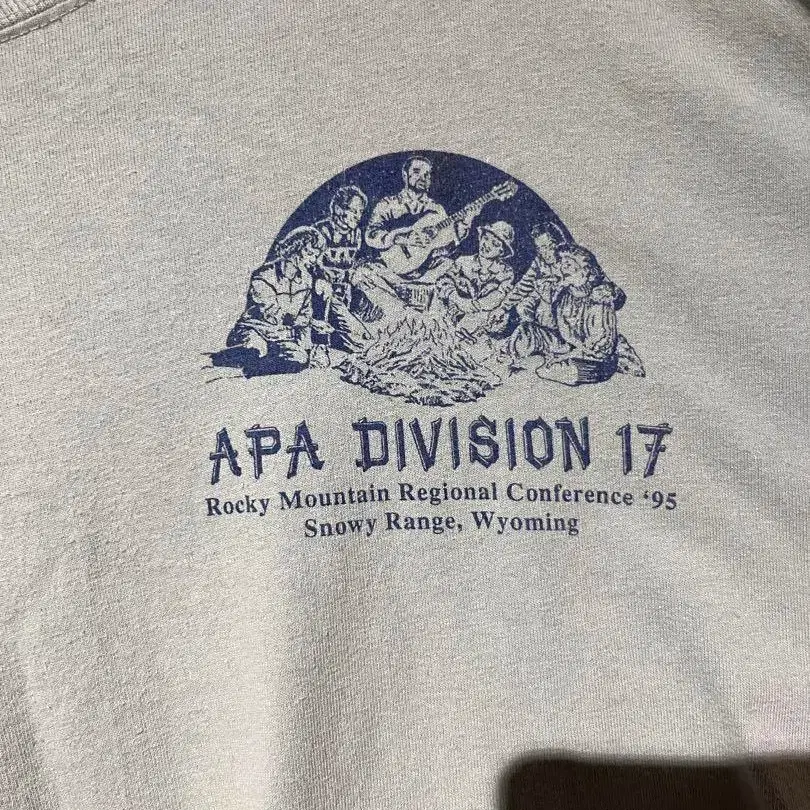 APA DIVISION 17
Rocky Mountain Regional Conference '95
Snowy Range, Wyoming